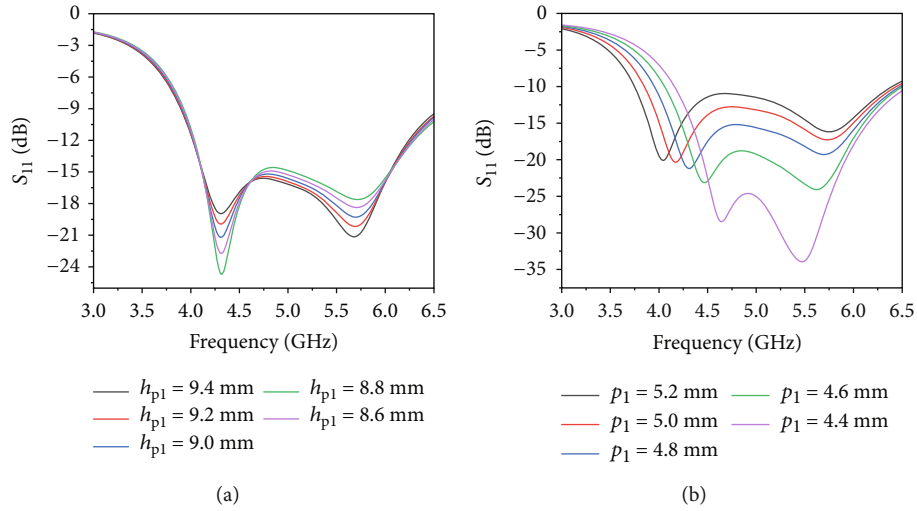 0
−3
−6
−9
−12
−15
−18
−21
−24
S11 (dB)
3.0 3.5 4.0 4.5 5.0 5.5 6.0 6.5
Frequency (GHz)
hp1 = 9.4 mm hp1 = 8.8 mm
hp1 = 9.2 mm hp1 = 8.6 mm
hp1 = 9.0 mm
(a)
0
−5
−10
−15
−20
−25
−30
−35
S11 (dB)
3.0 3.5 4.0 4.5 5.0 5.5 6.0 6.5
Frequency (GHz)
p1 = 5.2 mm p1 = 4.6 mm
p1 = 5.0 mm p1 = 4.4 mm
p1 = 4.8 mm
(b)